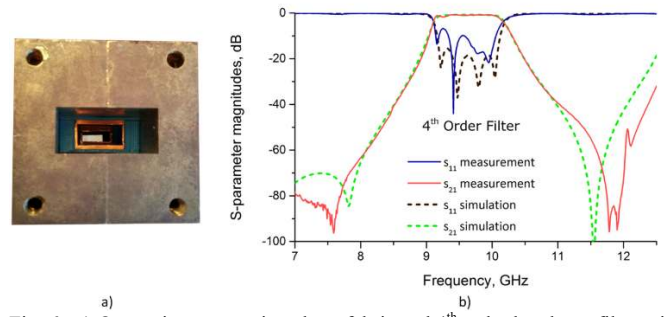 0
-20
-40
-60
-80
-100
S-parameter magnitudes, dB
4th Order Filter
s11 measurement
s21 measurement
s11 simulation
s21 simulation
7 8 9 10 11 12
Frequency, GHz
a) b)